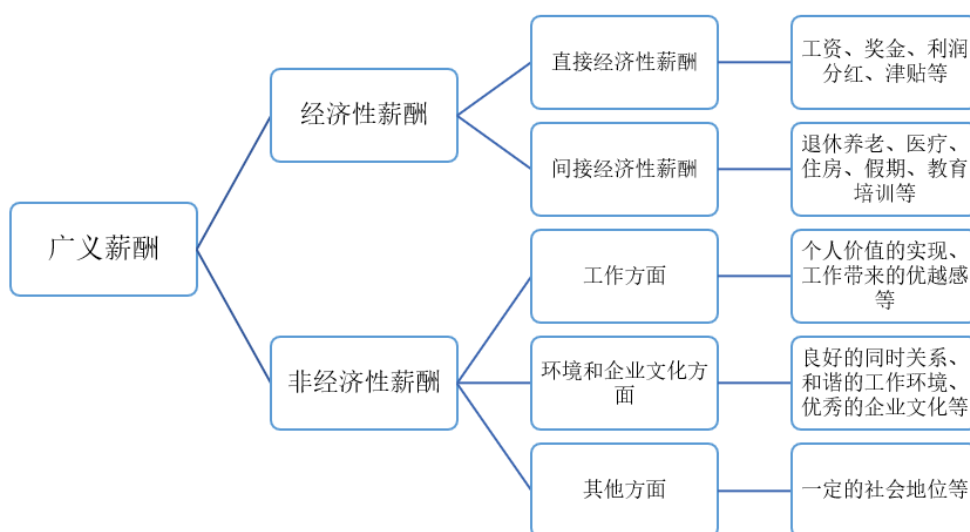 广义薪酬
经济性薪酬
直接经济性薪酬
工资、奖金、利润
分红、津贴等
间接经济性薪酬
退休养老、医疗、
住房、假期、教育
培训等
非经济性薪酬
工作方面
个人价值的实现、
工作带来的优越感
等
环境和企业文化方
面
良好的同时关系、
和谐的工作环境、
优秀的企业文化等
其他方面
一定的社会地位等